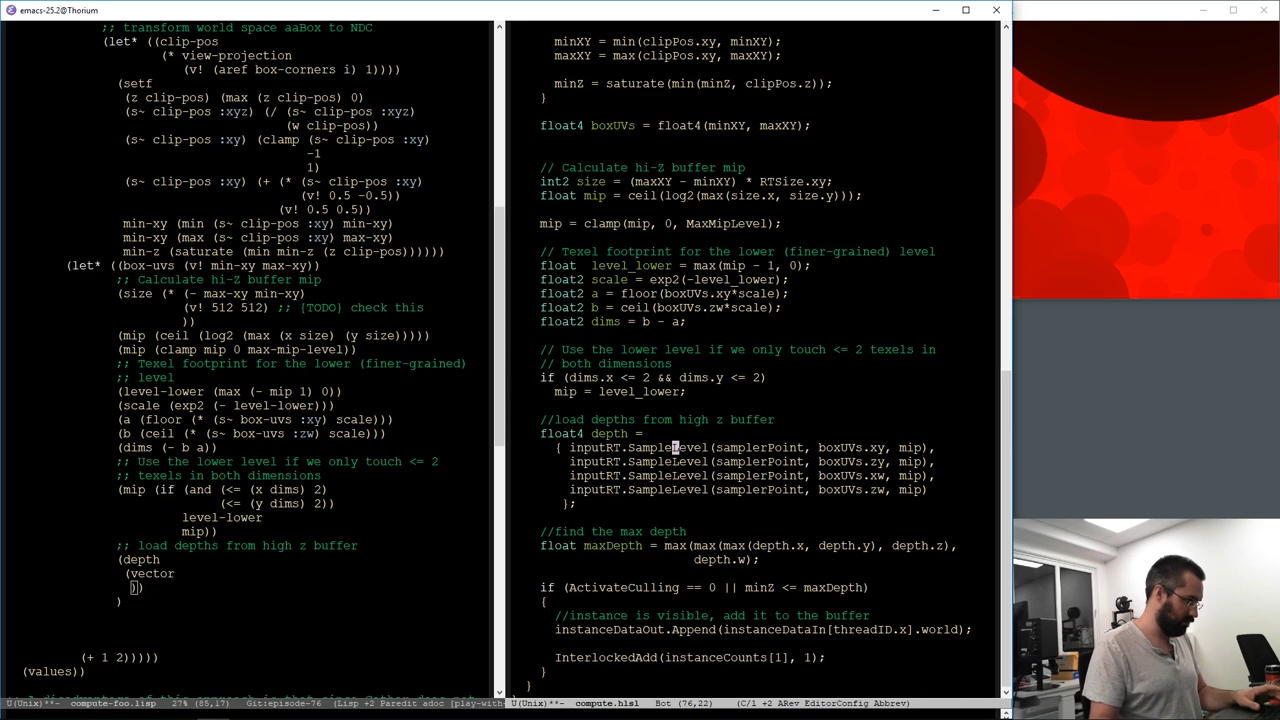 emacs-25.2@Thorium
;; transform world space aaBox to NDC
(let* ((clip-pos
(* view-projection
(v! (aref box-corners i) 1))))
(setf
(z clip-pos) (max (z clip-pos) 0)
(s~ clip-pos :xyz) (/ (s~ clip-pos :xyz)
(w clip-pos))
(s~ clip-pos :xy) (clamp (s~ clip-pos :xy)
-1
1)
(s~ clip-pos :xy) (+ (* (s~ clip-pos :xy)
(v! 0.5 -0.5))
(v! 0.5 0.5))
min-xy (min (s~ clip-pos :xy) min-xy)
min-xy (max (s~ clip-pos :xy) max-xy)
min-z (saturate (min min-z (z clip-pos))))))
(let* ((box-uvs (v! min-xy max-xy))
;; Calculate hi-Z buffer mip
(size (* (- max-xy min-xy)
(v! 512 512) ;; {TODO} check this
))
(mip (ceil (log2 (max (x size) (y size)))))
(mip (clamp mip 0 max-mip-level))
;; Texel footprint for the lower (finer-grained)
;; level
(level-lower (max (- mip 1) 0))
(scale (exp2 (- level-lower)))
(a (floor (* (s~ box-uvs :xy) scale)))
(b (ceil (* (s~ box-uvs :zw) scale)))
(dims (- b a))
;; Use the lower level if we only touch <= 2
;; texels in both dimensions
(mip (if (and (<= (x dims) 2)
(<= (y dims) 2))
level-lower
mip))
;; load depths from high z buffer
(depth
(vector
))
)
(+ 1 2)))))
(values))
U(Unix)**- compute-foo.lisp 27% (85,17) Git:episode-76 (Lisp +2 Paredit adoc [play-with-
minXY = min(clipPos.xy, minXY);
maxXY = max(clipPos.xy, maxXY);
minZ = saturate(min(minZ, clipPos.z));
}
float4 boxUVs = float4(minXY, maxXY);
// Calculate hi-Z buffer mip
int2 size = (maxXY - minXY) * RTSize.xy;
float mip = ceil(log2(max(size.x, size.y)));
mip = clamp(mip, 0, MaxMipLevel);
// Texel footprint for the lower (finer-grained) level
float level_lower = max(mip - 1, 0);
float2 scale = exp2(-level_lower);
float2 a = floor(boxUVs.xy*scale);
float2 b = ceil(boxUVs.zw*scale);
float2 dims = b - a;
// Use the lower level if we only touch <= 2 texels in
// both dimensions
if (dims.x <= 2 && dims.y <= 2)
mip = level_lower;
//load depths from high z buffer
float4 depth =
{ inputRT.SampleLevel(samplerPoint, boxUVs.xy, mip),
inputRT.SampleLevel(samplerPoint, boxUVs.zy, mip),
inputRT.SampleLevel(samplerPoint, boxUVs.xw, mip),
inputRT.SampleLevel(samplerPoint, boxUVs.zw, mip)
};
//find the max depth
float maxDepth = max(max(max(depth.x, depth.y), depth.z),
depth.w);
if (ActivateCulling == 0 || minZ <= maxDepth)
{
//instance is visible, add it to the buffer
instanceDataOut.Append(instanceDataIn[threadID.x].world);
InterlockedAdd(instanceCounts[1], 1);
}
}
U(Unix)**- compute.hlsl Bot (76,22) (C/l +2 ARev EditorConfig Abbrev)